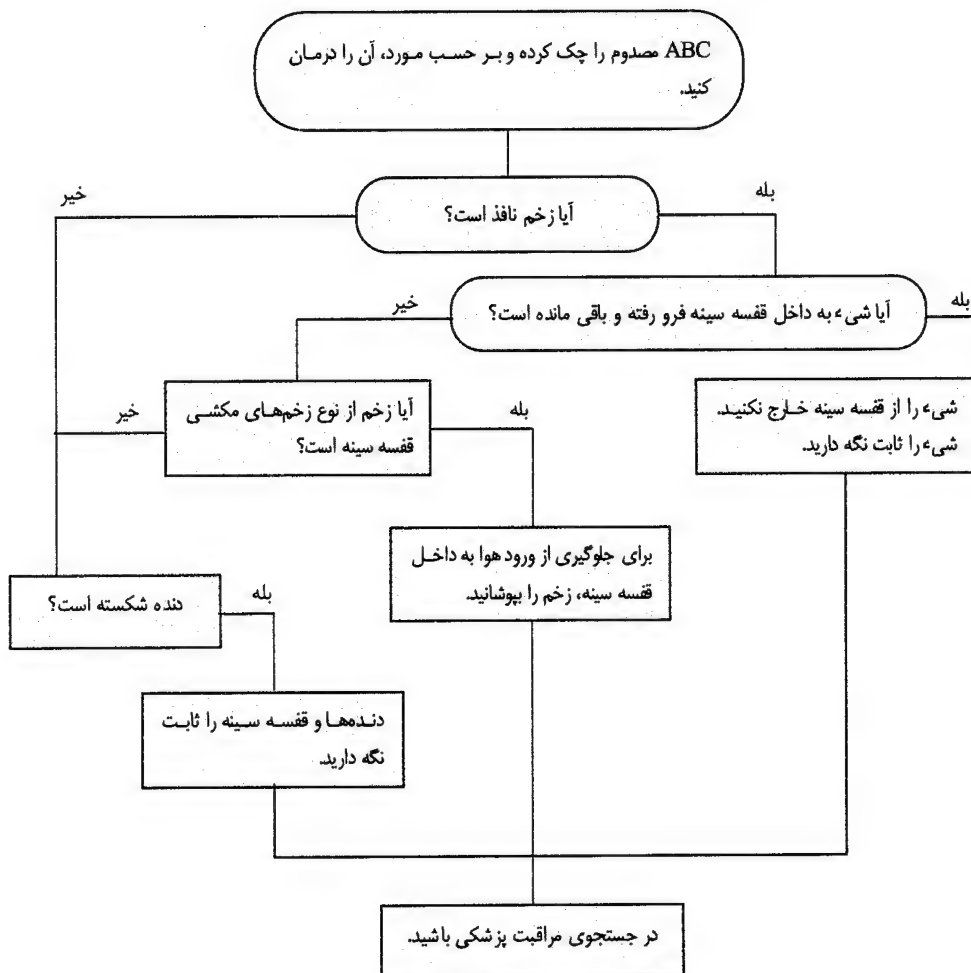 ABC مصدوم را چک کرده و بر حسب مورد، آن را درمان
کنید.
بله
خیر
آیا زخم نافذ است؟
بله
آیا شیء به داخل قفسه سینه فرو رفته و باقی مانده است؟
خیر
شیء را از قفسه سینه خارج نکنید.
شیء را ثابت نگه دارید.
بله
آیا زخم از نوع زخم‌های مکشی
قفسه سینه است؟
خیر
برای جلوگیری از ورود هوا به داخل
قفسه سینه، زخم را بپوشانید.
بله
دنده شکسته است؟
دنده‌ها و قفسه سینه را ثابت
نگه دارید.
در جستجوی مراقبت پزشکی باشید.